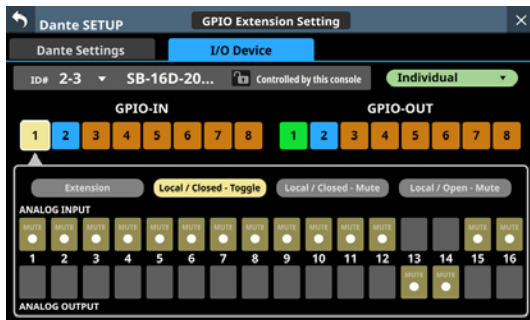 Dante SETUP GPIO Extension Setting ×
Dante Settings I/O Device
ID# 2-3 ▼ SB-16D-20... Controlled by this console Individual ▼
GPIO-IN GPIO-OUT
1 2 3 4 5 6 7 8 1 2 3 4 5 6 7 8
Extension Local / Closed - Toggle Local / Closed - Mute Local / Open - Mute
ANALOG INPUT
MUTE MUTE MUTE MUTE MUTE MUTE MUTE MUTE MUTE MUTE MUTE MUTE MUTE MUTE
1 2 3 4 5 6 7 8 9 10 11 12 13 14 15 16
MUTE MUTE
ANALOG OUTPUT